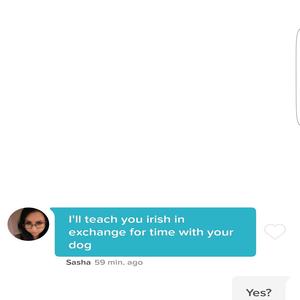 I'll teach you irish in
exchange for time with your
dog
Sasha 59 min. ago
Yes?